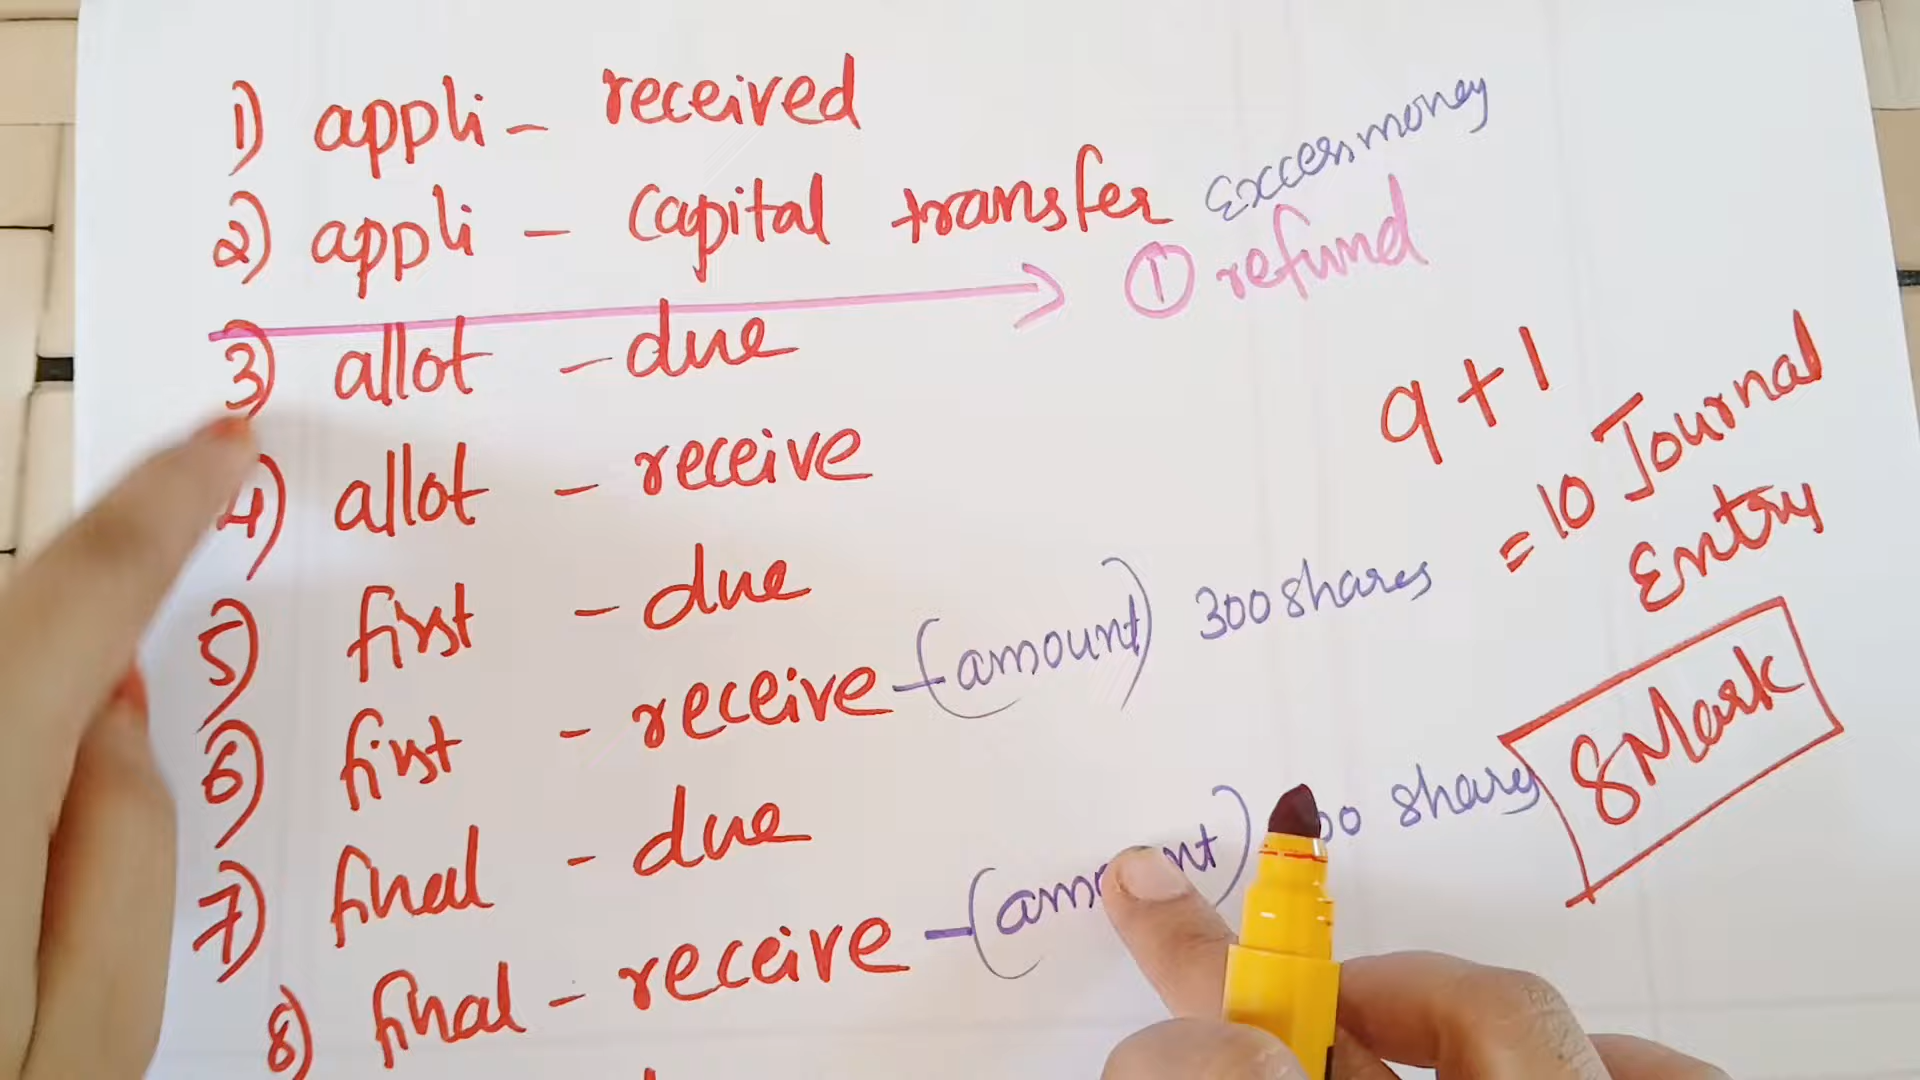 1) appli - received
2) appli - capital transfer
excess money
① refund
3) allot - due
4) allot - receive
5) first - due
6) first - receive - (amount) 300 shares
7) final - due
8) final - receive - (amount) shares
9 + 1
= 10 Journal
Entry
8 Mark